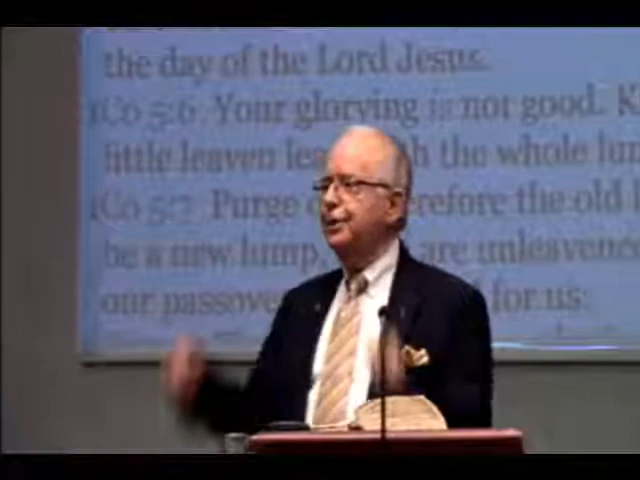 the day of the Lord Jesus.
1Co 5:6 Your glorying is not good. K
little leaven lea th the whole lum
1Co 5:7 Purge erefore the old l
be a new lump, are unleavene
our passove for us: